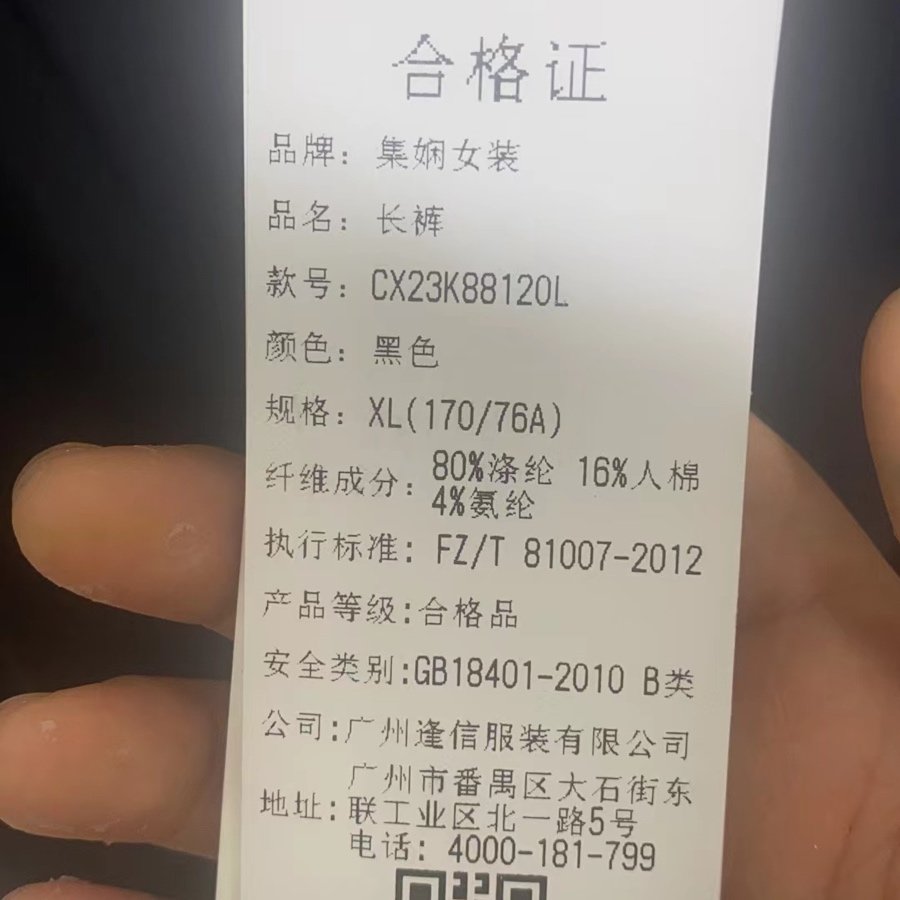 合格证
品牌：集娴女装
品名：长裤
款号：CX23K88120L
颜色：黑色
规格：XL(170/76A)
纤维成分：80%涤纶 16%人棉
4%氨纶
执行标准：FZ/T 81007-2012
产品等级:合格品
安全类别:GB18401-2010 B类
公司:广州逢信服装有限公司
地址:广州市番禺区大石街东
联工业区北一路5号
电话：4000-181-799